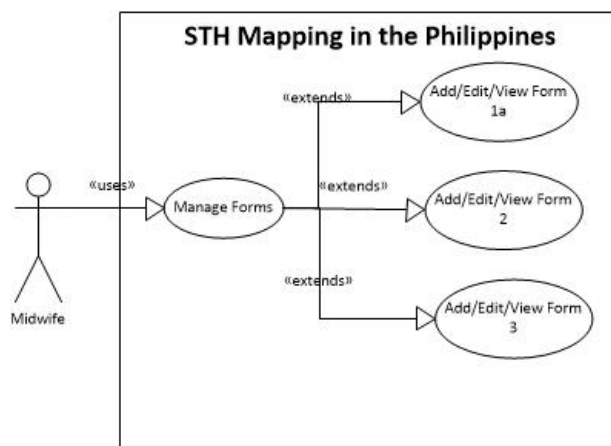 STH Mapping in the Philippines
Add/Edit/View Form
1a
«extends»
«uses»
Manage Forms
«extends»
Add/Edit/View Form
2
«extends»
Add/Edit/View Form
3
Midwife